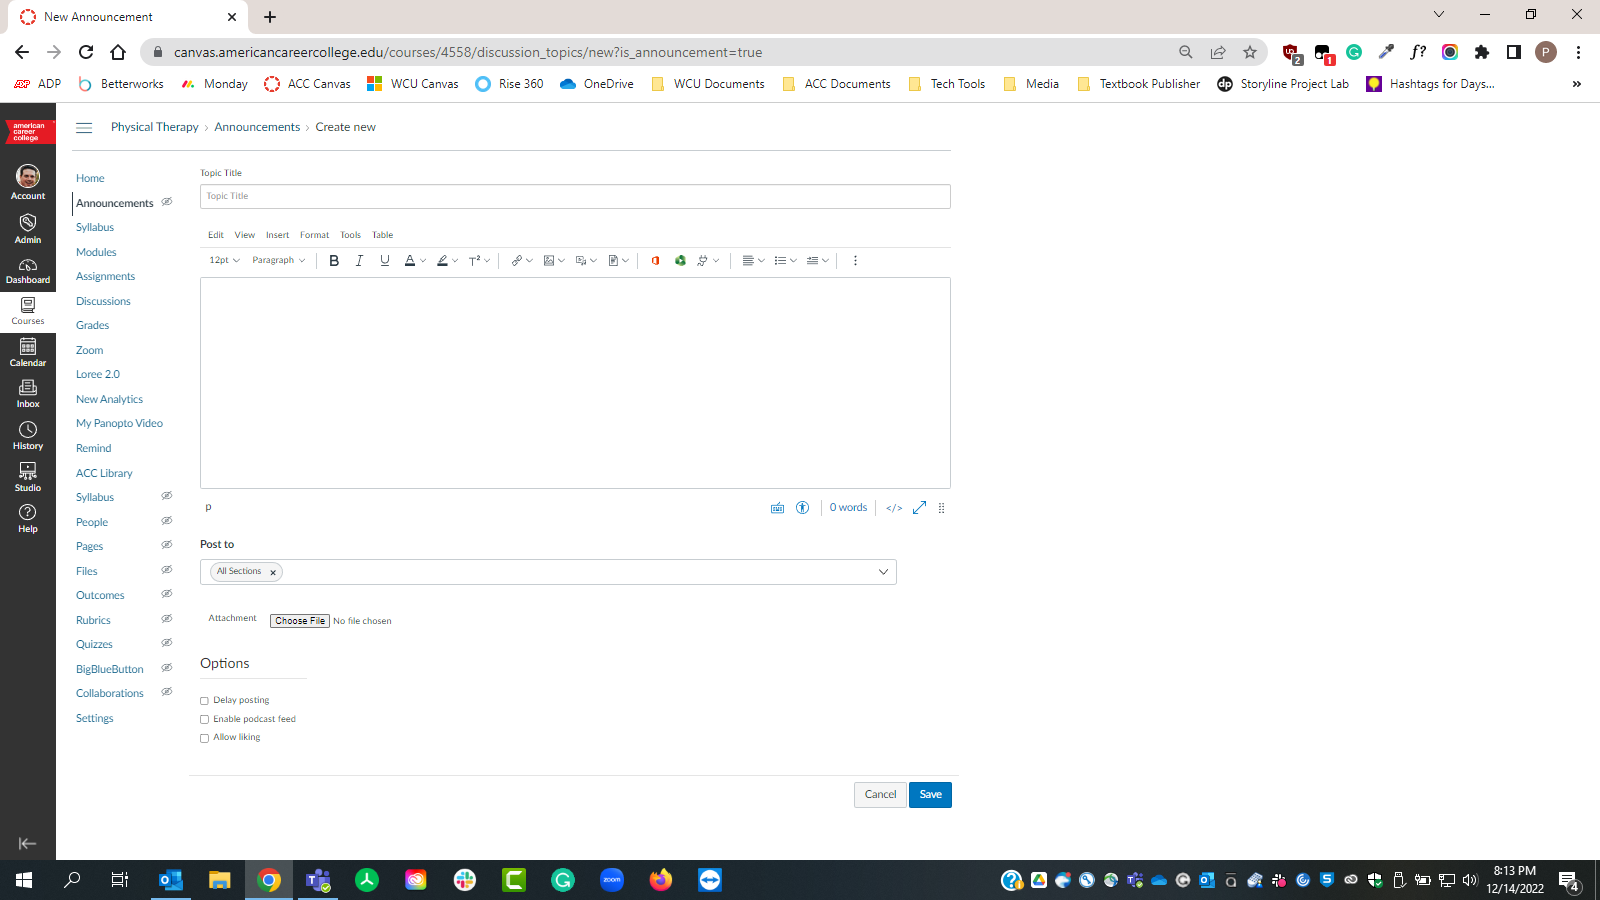 New Announcement
canvas.americancareercollege.edu/courses/4558/discussion_topics/new?is_announcement=true
2
1
f?
P
ADP
Betterworks
Monday
ACC Canvas
WCU Canvas
Rise 360
OneDrive
WCU Documents
ACC Documents
Tech Tools
Media
Textbook Publisher
dp
Storyline Project Lab
Hashtags for Days...
american
career
college
Physical Therapy › Announcements › Create new
Account
Admin
Dashboard
Courses
Calendar
Inbox
History
Studio
Help
Home
Announcements
Syllabus
Modules
Assignments
Discussions
Grades
Zoom
Loree 2.0
New Analytics
My Panopto Video
Remind
ACC Library
Syllabus
People
Pages
Files
Outcomes
Rubrics
Quizzes
BigBlueButton
Collaborations
Settings
Topic Title
Topic Title
Edit View Insert Format Tools Table
12pt Paragraph B I U A T²
p
0 words </>
Post to
All Sections
Attachment Choose File No file chosen
Options
Delay posting
Enable podcast feed
Allow liking
Cancel Save
zoom
8:13 PM
12/14/2022
4